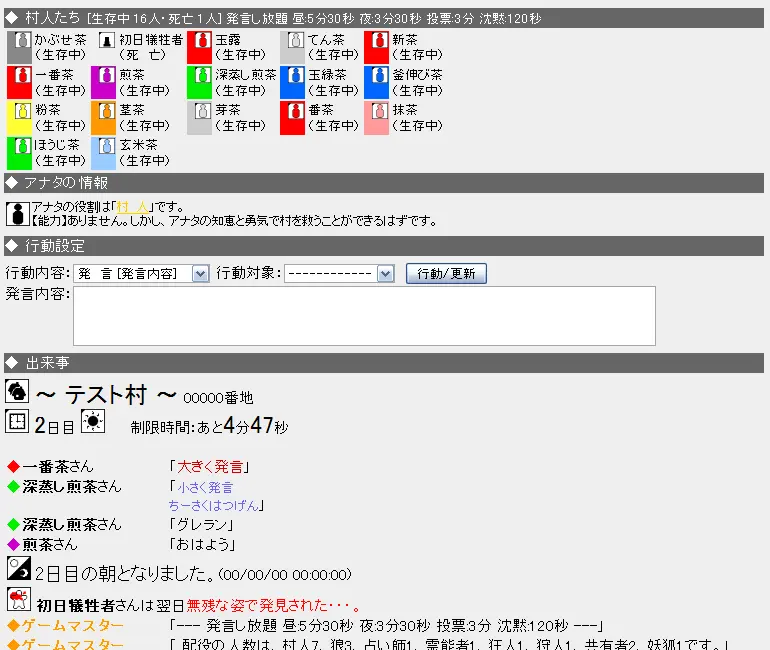 ◆ 村人たち [生存中16人・死亡1人] 発言し放題 昼:5分30秒 夜:3分30秒 投票:3分 沈黙:120秒
かぶせ茶 初日犠牲者 玉露 てん茶 新茶
(生存中) (死　亡) (生存中) (生存中) (生存中)
一番茶 煎茶 深蒸し煎茶 玉緑茶 釜伸び茶
(生存中) (生存中) (生存中) (生存中) (生存中)
粉茶 茎茶 芽茶 番茶 抹茶
(生存中) (生存中) (生存中) (生存中) (生存中)
ほうじ茶 玄米茶
(生存中) (生存中)
◆ アナタの情報
アナタの役割は「村　人」です。
【能力】ありません。しかし、アナタの知恵と勇気で村を救うことができるはずです。
◆ 行動設定
行動内容: 発　言 [発言内容] 行動対象: ------------ 行動/更新
発言内容:
◆ 出来事
～ テスト村 ～ 00000番地
2日目 制限時間:あと4分47秒
◆一番茶さん 「大きく発言」
◆深蒸し煎茶さん 「小さく発言
ちーさくはつげん」
◆深蒸し煎茶さん 「グレラン」
◆煎茶さん 「おはよう」
2日目の朝となりました。(00/00/00 00:00:00)
初日犠牲者さんは翌日無残な姿で発見された・・・。
◆ゲームマスター 「--- 発言し放題 昼:5分30秒 夜:3分30秒 投票:3分 沈黙:120秒 ---」
◆ゲームマスター 「 配役の人数は、村人7、狼3、占い師1、霊能者1、狂人1、狩人1、共有者2、妖狐1です。」